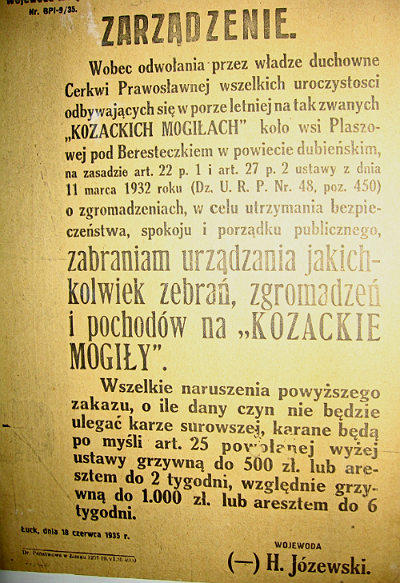 Nr. BPI-9/35.
ZARZĄDZENIE.
Wobec odwołania przez władze duchowne
Cerkwi Prawosławnej wszelkich uroczystosci
odbywających się w porze letniej na tak zwanych
„KOZACKICH MOGIŁACH” koło wsi Plaszo-
wej pod Beresteczkiem w powiecie dubieńskim,
na zasadzie art. 22 p. 1 i art. 27 p. 2 ustawy z dnia
11 marca 1932 roku (Dz. U. R. P. Nr. 48, poz. 450)
o zgromadzeniach, w celu utrzymania bezpie-
czeństwa, spokoju i porządku publicznego,
zabraniam urządzania jakich-
kolwiek zebrań, zgromadzeń
i pochodów na „KOZACKIE
MOGIŁY”.
Wszelkie naruszenia powyższego
zakazu, o ile dany czyn nie będzie
ulegać karze surowszej, karane będą
po myśli art. 25 powołanej wyżej
ustawy grzywną do 500 zł. lub are-
sztem do 2 tygodni, względnie grzy-
wną do 1.000 zł. lub aresztem do 6
tygodni.
Łuck, dnia 18 czerwca 1935 r.
WOJEWODA
(—) H. Józewski.
Dr. Państwowa w Łucku